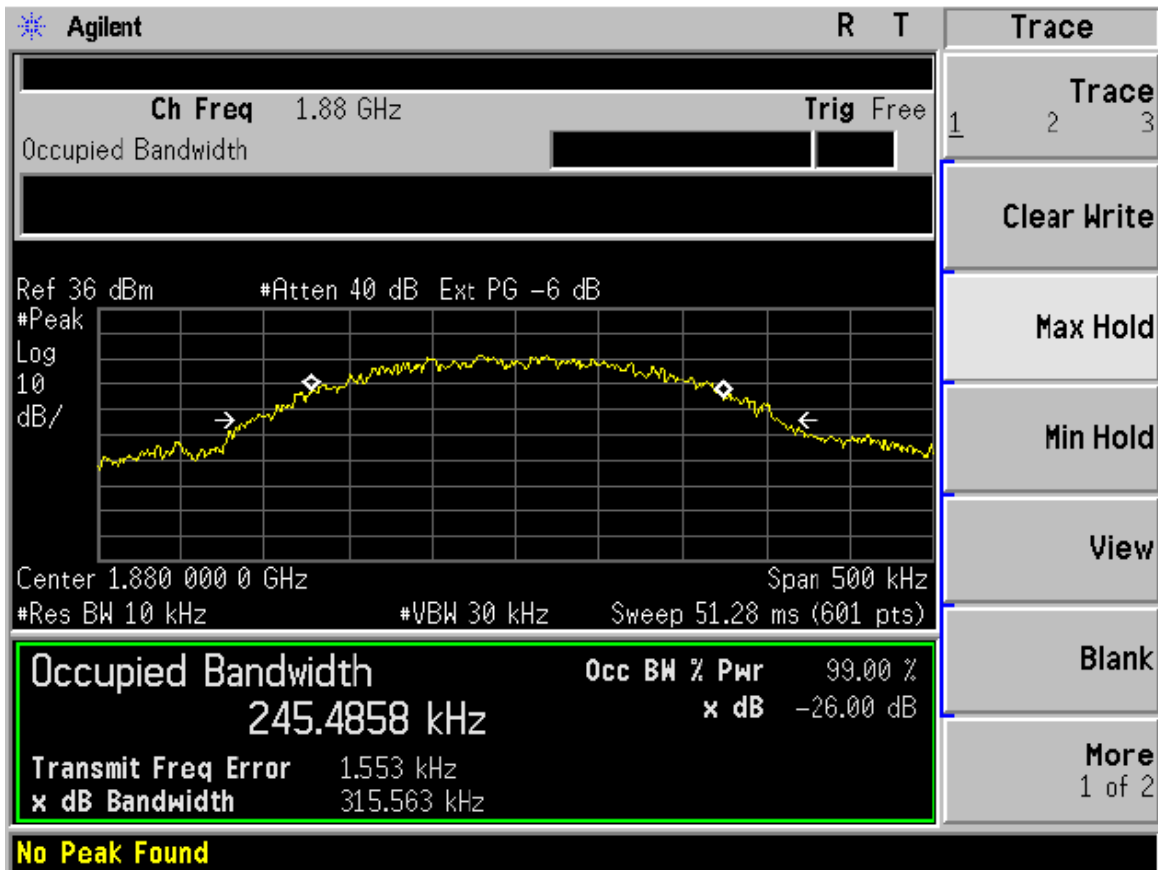 Agilent R T
Trace
Ch Freq 1.88 GHz Trig Free
Occupied Bandwidth
Trace
1 2 3
Clear Write
Max Hold
Min Hold
View
Blank
More
1 of 2
Ref 36 dBm #Atten 40 dB Ext PG -6 dB
#Peak
Log
10
dB/
Center 1.880 000 0 GHz Span 500 kHz
#Res BW 10 kHz #VBW 30 kHz Sweep 51.28 ms (601 pts)
Occupied Bandwidth
245.4858 kHz
Occ BW % Pwr 99.00 %
x dB -26.00 dB
Transmit Freq Error 1.553 kHz
x dB Bandwidth 315.563 kHz
No Peak Found